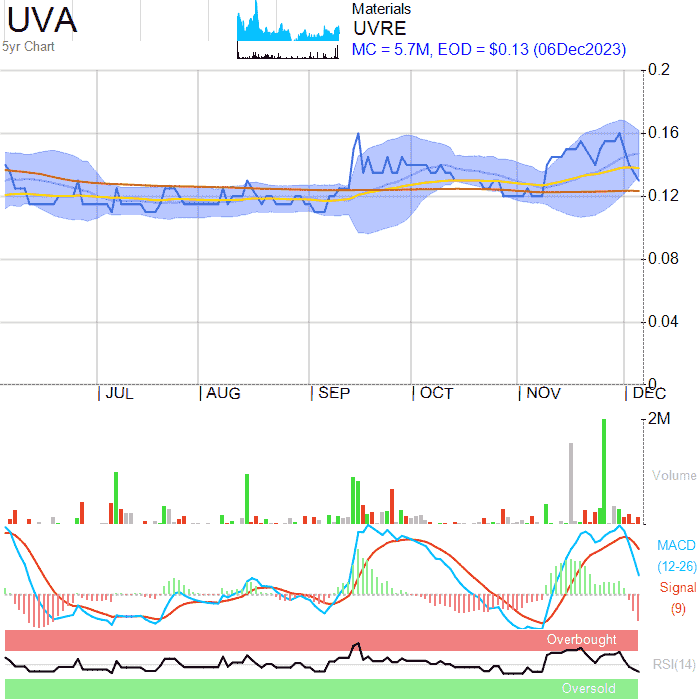 UVA
5yr Chart
Materials
UVRE
MC = 5.7M, EOD = $0.13 (06Dec2023)
0.2
0.16
0.12
0.08
0.04
0
JUL AUG SEP OCT NOV DEC
2M
Volume
MACD
(12-26)
Signal
(9)
Overbought
RSI(14)
Oversold